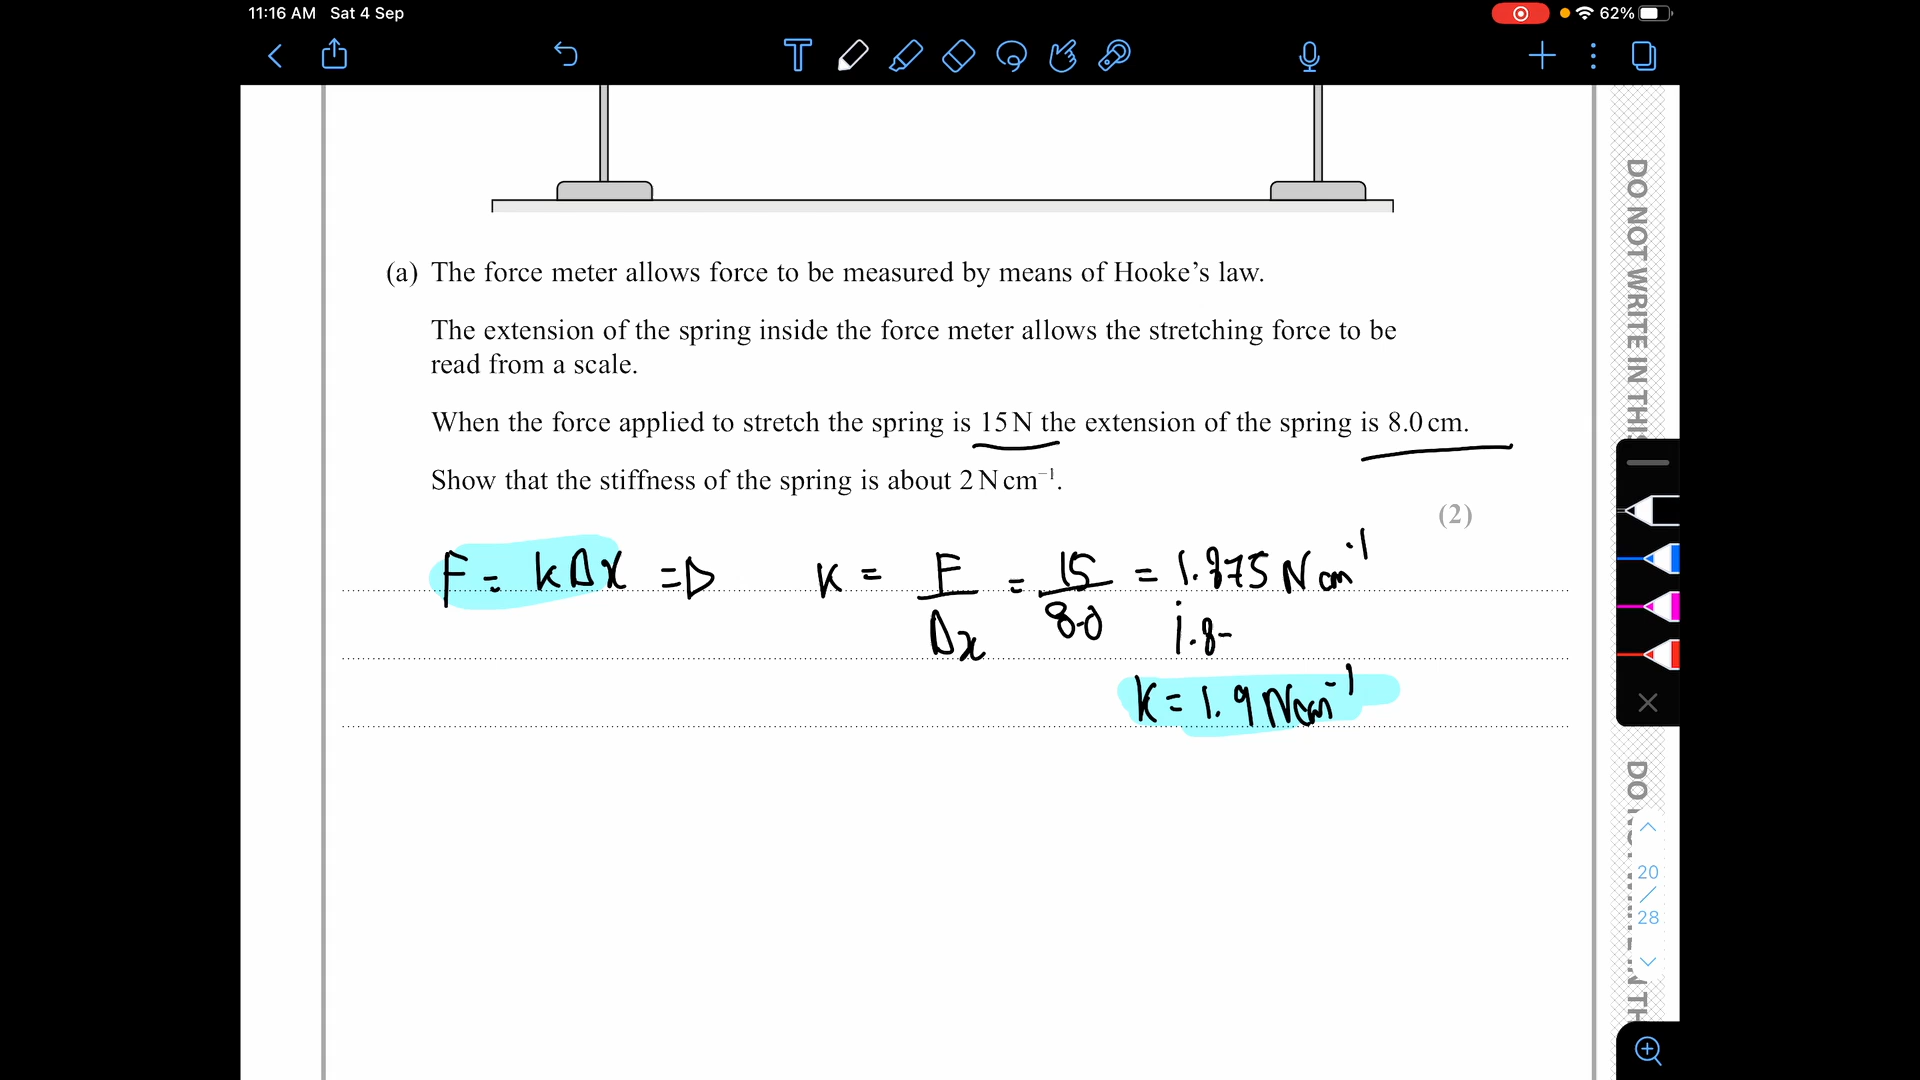 11:16 AM Sat 4 Sep
62%
(a) The force meter allows force to be measured by means of Hooke's law.
The extension of the spring inside the force meter allows the stretching force to be
read from a scale.
When the force applied to stretch the spring is 15 N the extension of the spring is 8.0 cm.
Show that the stiffness of the spring is about 2 N cm⁻¹.
(2)
F = kΔx => K = F/Δx = 15/8.0 = 1.875 N cm⁻¹
1.8-
K = 1.9 Ncm⁻¹
DO NOT WRITE IN THIS
DO
20
28